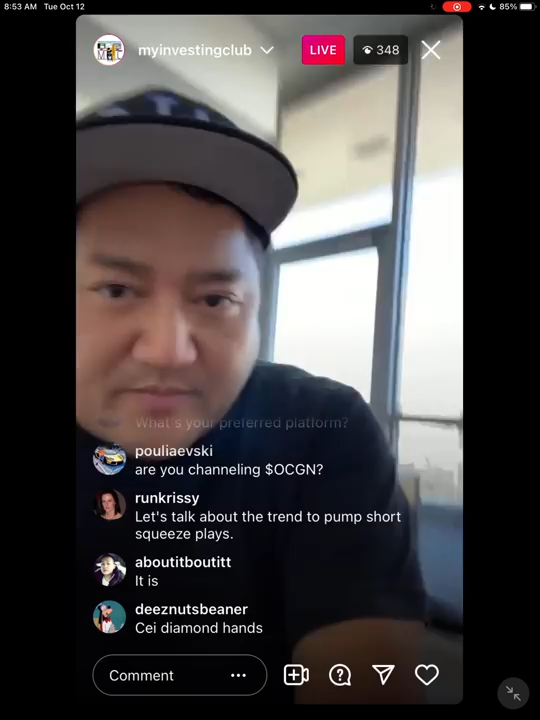 8:53 AM Tue Oct 12
85%
myinvestingclub
LIVE
348
What's your preferred platform?
pouliaevski
are you channeling $OCGN?
runkrissy
Let's talk about the trend to pump short
squeeze plays.
aboutitboutitt
It is
deeznutsbeaner
Cei diamond hands
Comment